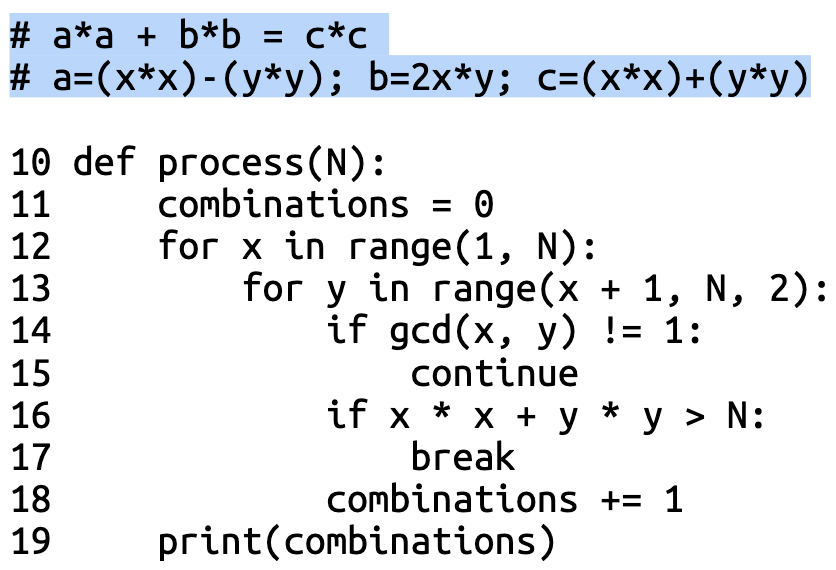 # a*a + b*b = c*c
# a=(x*x)-(y*y); b=2x*y; c=(x*x)+(y*y)
10 def process(N):
11     combinations = 0
12     for x in range(1, N):
13         for y in range(x + 1, N, 2):
14             if gcd(x, y) != 1:
15                 continue
16             if x * x + y * y > N:
17                 break
18             combinations += 1
19     print(combinations)